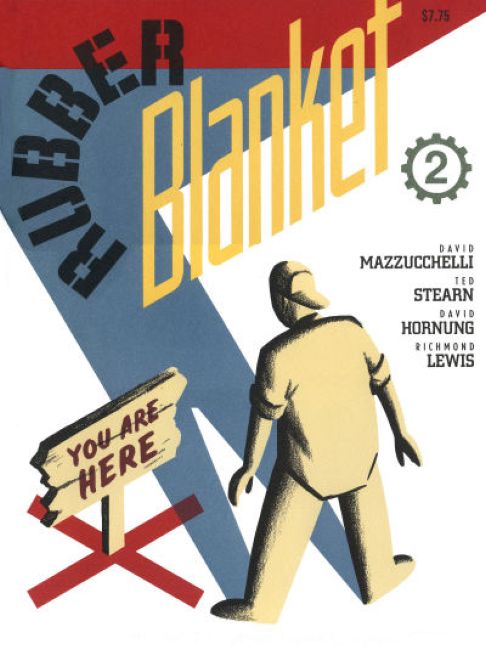 $7.75
RUBBER
Blanket
2
DAVID
MAZZUCCHELLI
TED
STEARN
DAVID
HORNUNG
RICHMOND
LEWIS
YOU ARE
HERE